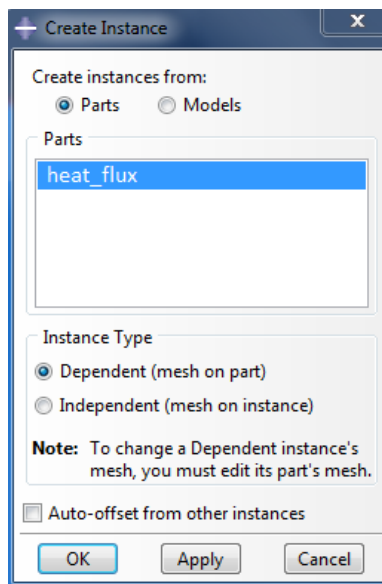 Create Instance
x
Create instances from:
Parts Models
Parts
heat_flux
Instance Type
Dependent (mesh on part)
Independent (mesh on instance)
Note: To change a Dependent instance's
mesh, you must edit its part's mesh.
Auto-offset from other instances
OK Apply Cancel